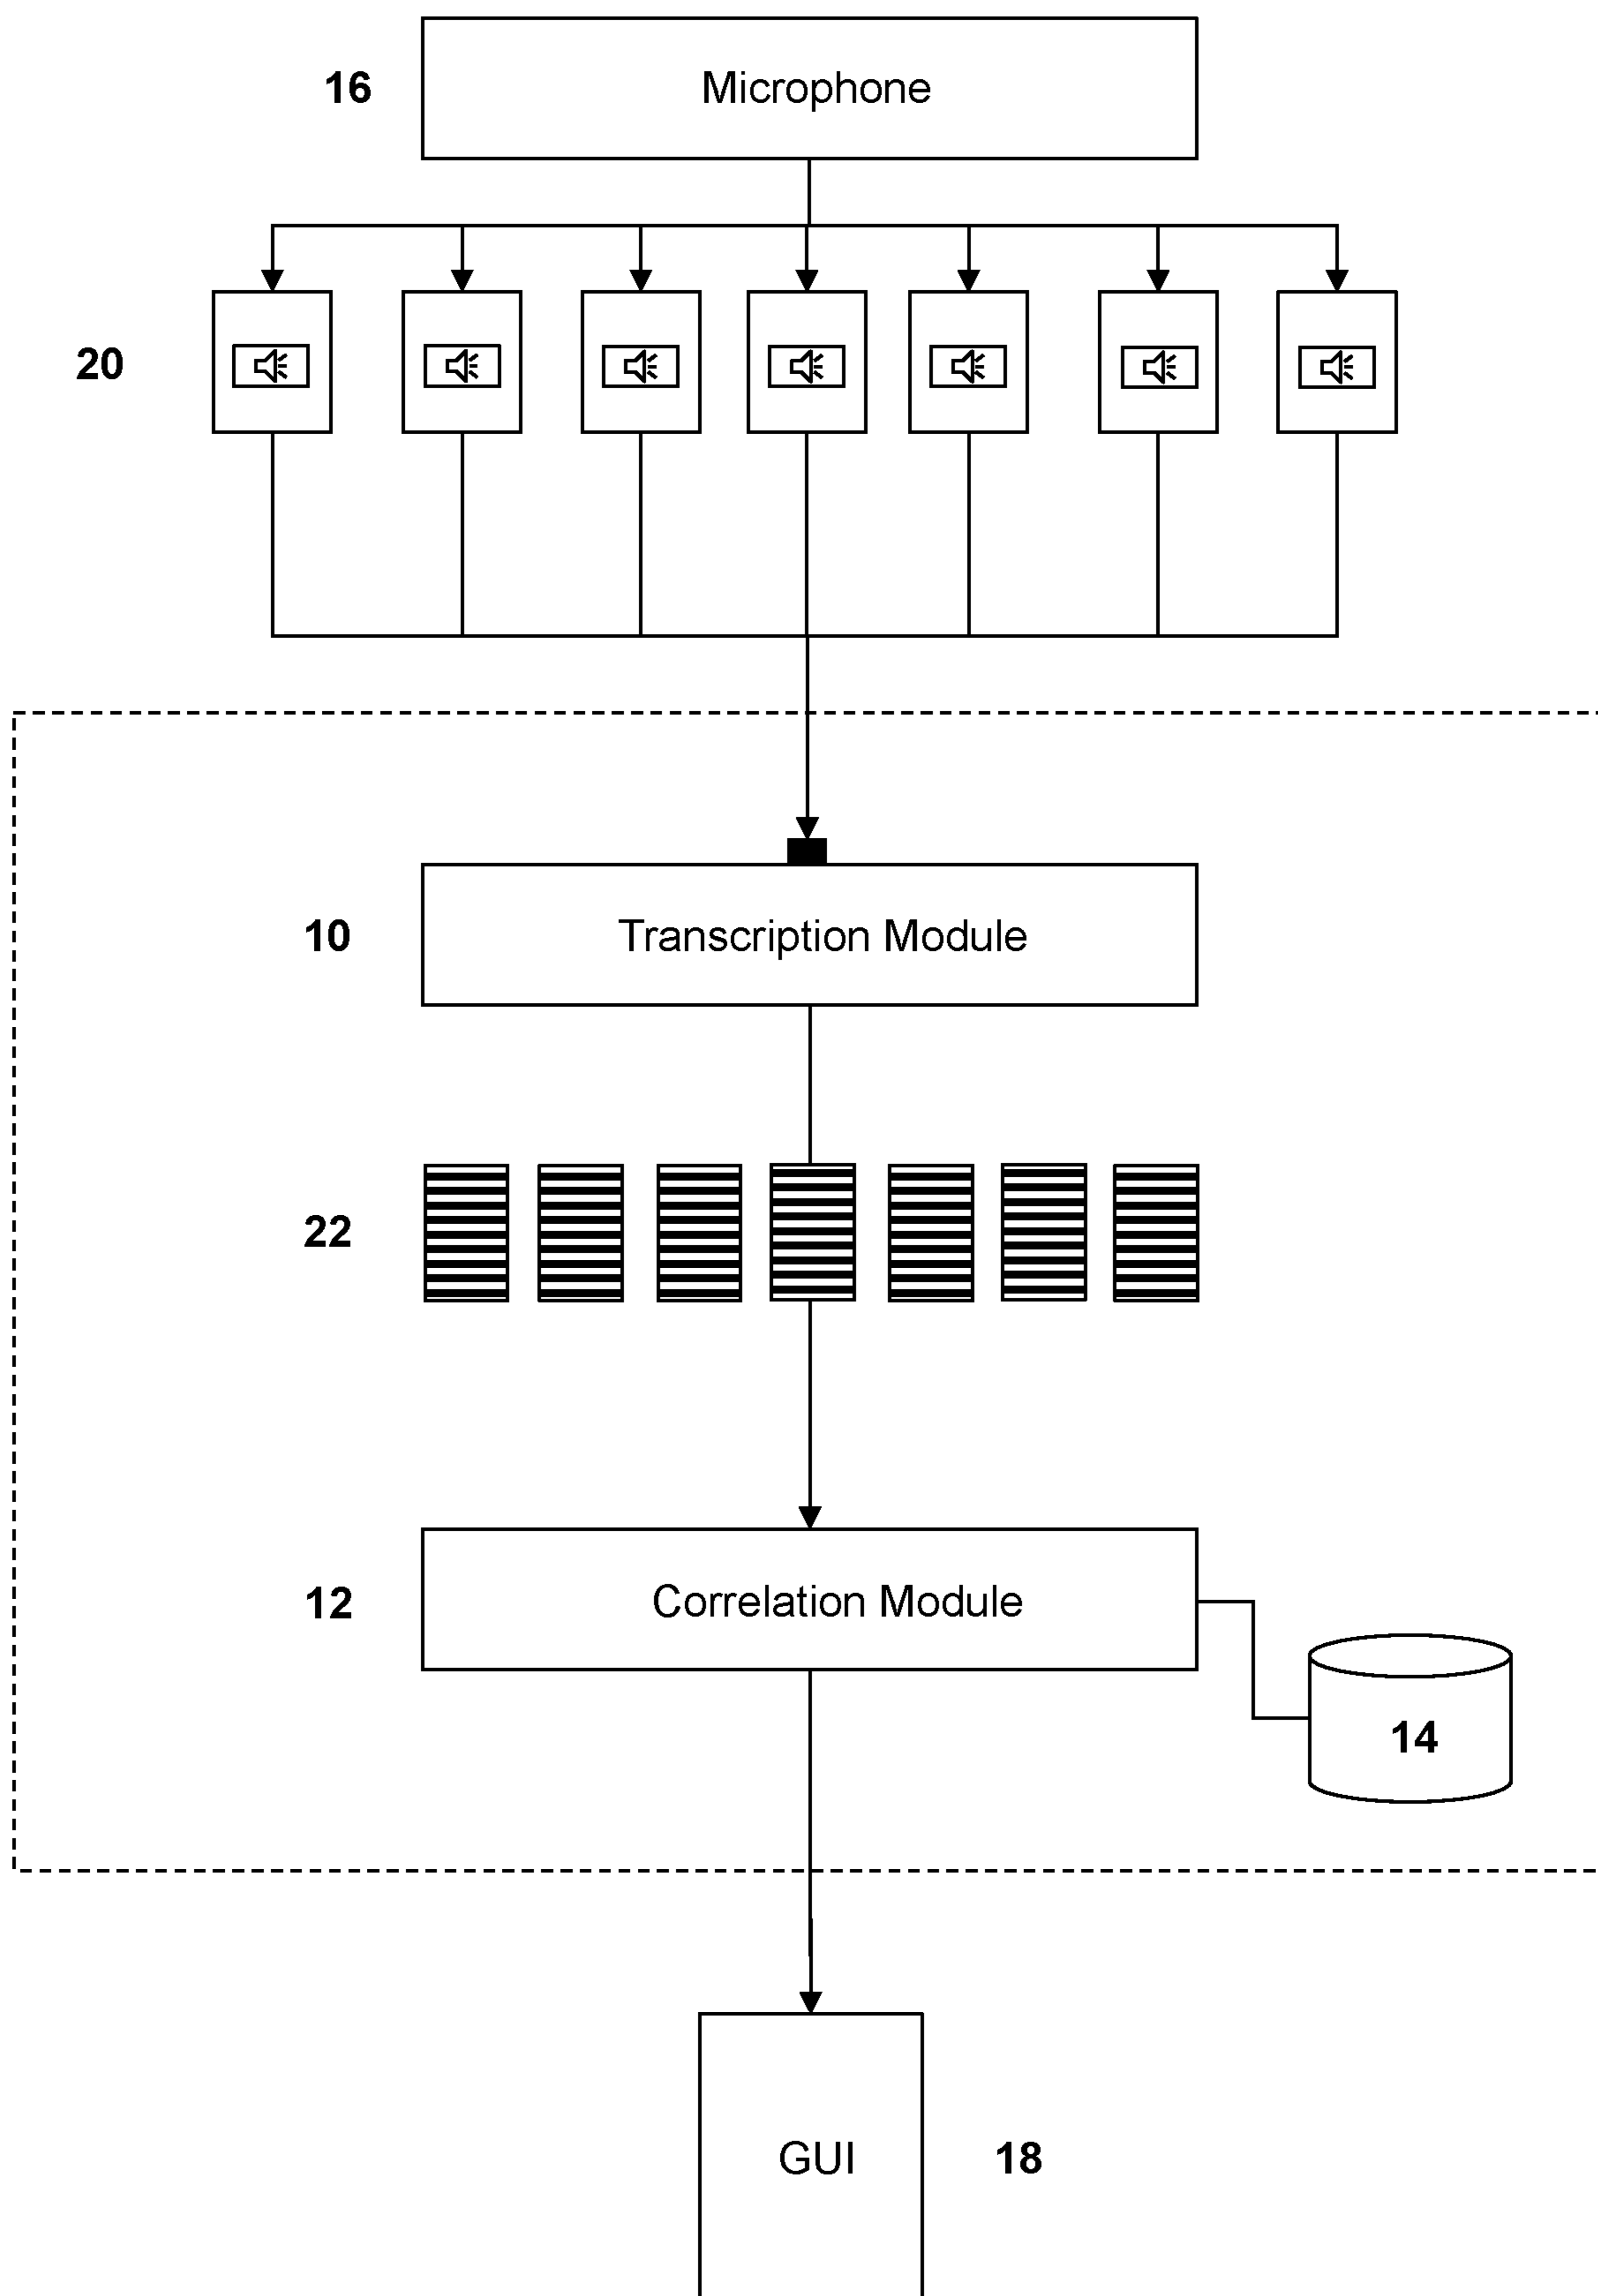 16 Microphone
20
10 Transcription Module
22
12 Correlation Module
14
GUI 18